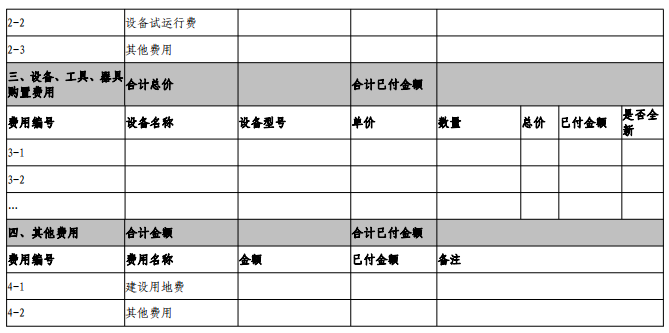 2-2 设备试运行费
2-3 其他费用
三、设备、工具、器具购置费用 合计总价 合计已付金额
费用编号 设备名称 设备型号 单价 数量 总价 已付金额 是否全新
3-1
3-2
…
四、其他费用 合计金额 合计已付金额
费用编号 费用名称 金额 已付金额 备注
4-1 建设用地费
4-2 其他费用